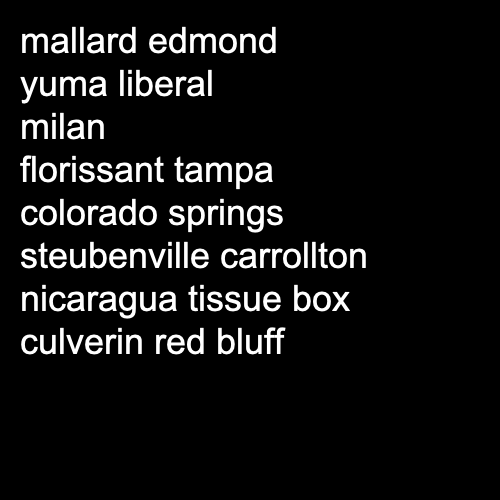 mallard edmond
yuma liberal
milan
florissant tampa
colorado springs
steubenville carrollton
nicaragua tissue box
culverin red bluff